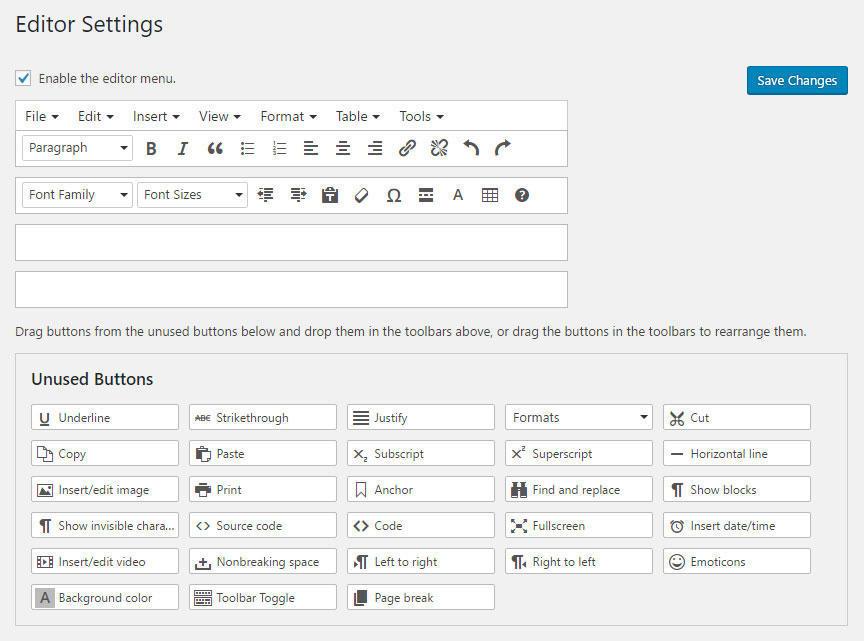 Editor Settings
Enable the editor menu.
Save Changes
File Edit Insert View Format Table Tools
Paragraph B I
Font Family Font Sizes T Ω A ?
Drag buttons from the unused buttons below and drop them in the toolbars above, or drag the buttons in the toolbars to rearrange them.
Unused Buttons
U Underline ABC Strikethrough Justify Formats Cut
Copy Paste X₂ Subscript X² Superscript Horizontal line
Insert/edit image Print Anchor Find and replace ¶ Show blocks
¶ Show invisible chara... <> Source code <> Code Fullscreen Insert date/time
Insert/edit video Nonbreaking space ¶ Left to right ¶ Right to left Emoticons
A Background color Toolbar Toggle Page break